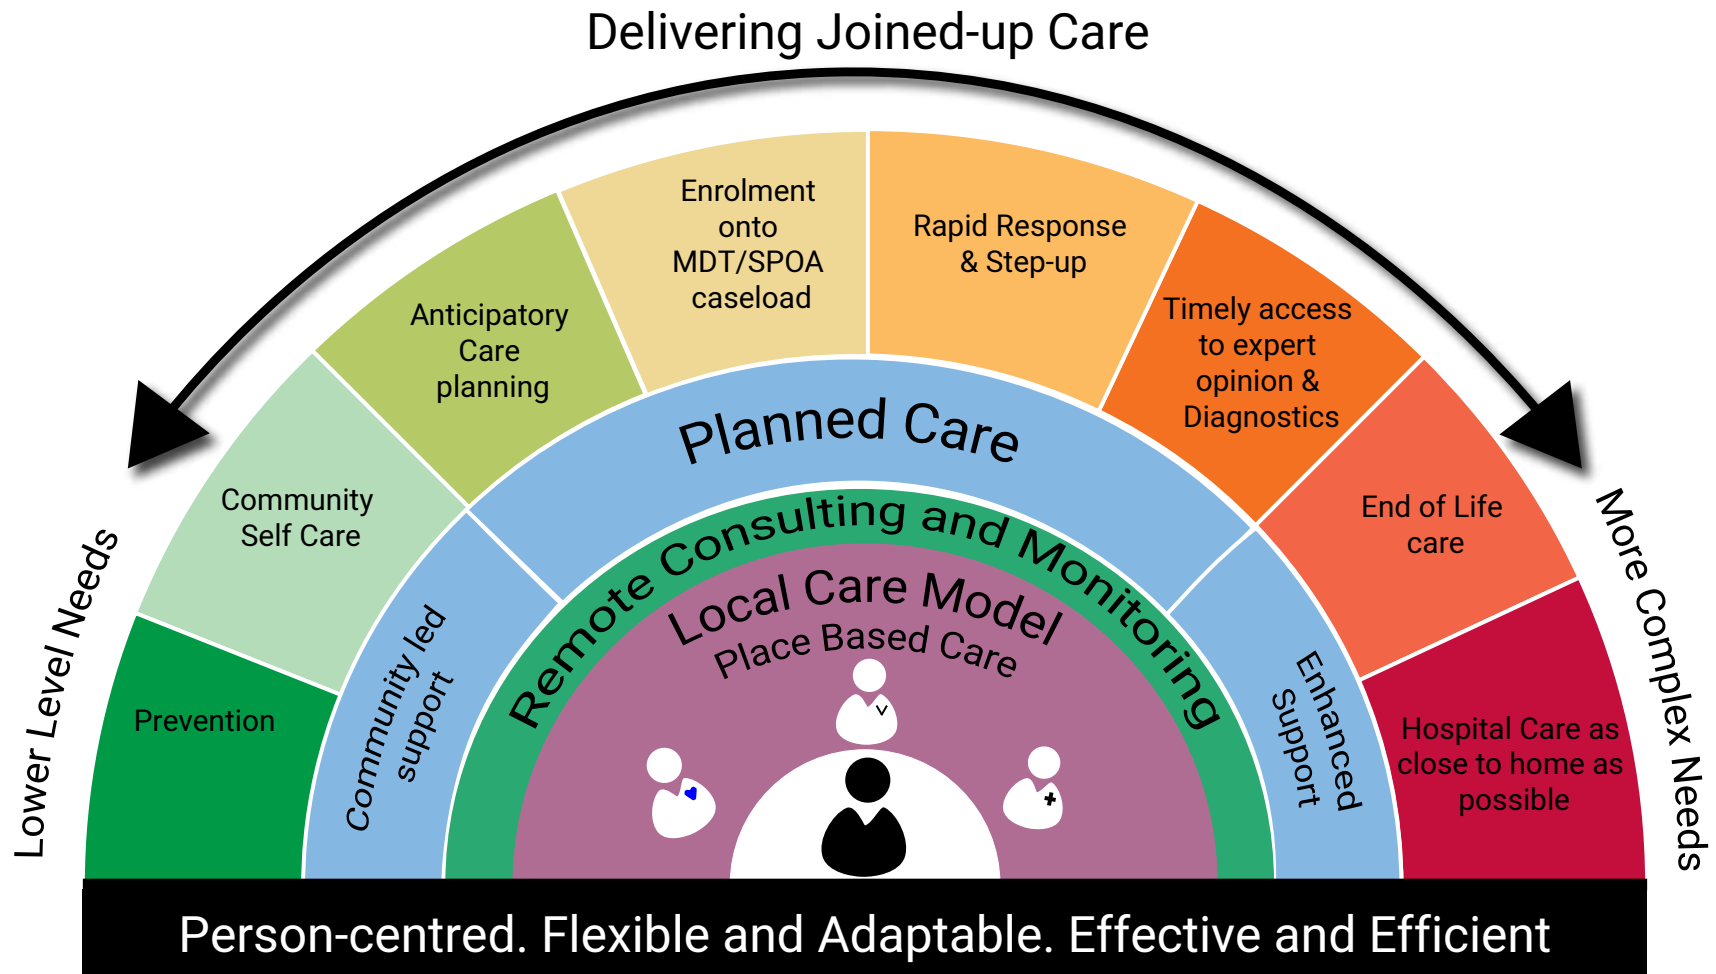 Delivering Joined-up Care
Lower Level Needs
More Complex Needs
Prevention
Community
Self Care
Anticipatory
Care
planning
Enrolment
onto
MDT/SPOA
caseload
Rapid Response
& Step-up
Timely access
to expert
opinion &
Diagnostics
End of Life
care
Hospital Care as
close to home as
possible
Community led
support
Planned Care
Enhanced
Support
Remote Consulting and Monitoring
Local Care Model
Place Based Care
Person-centred. Flexible and Adaptable. Effective and Efficient